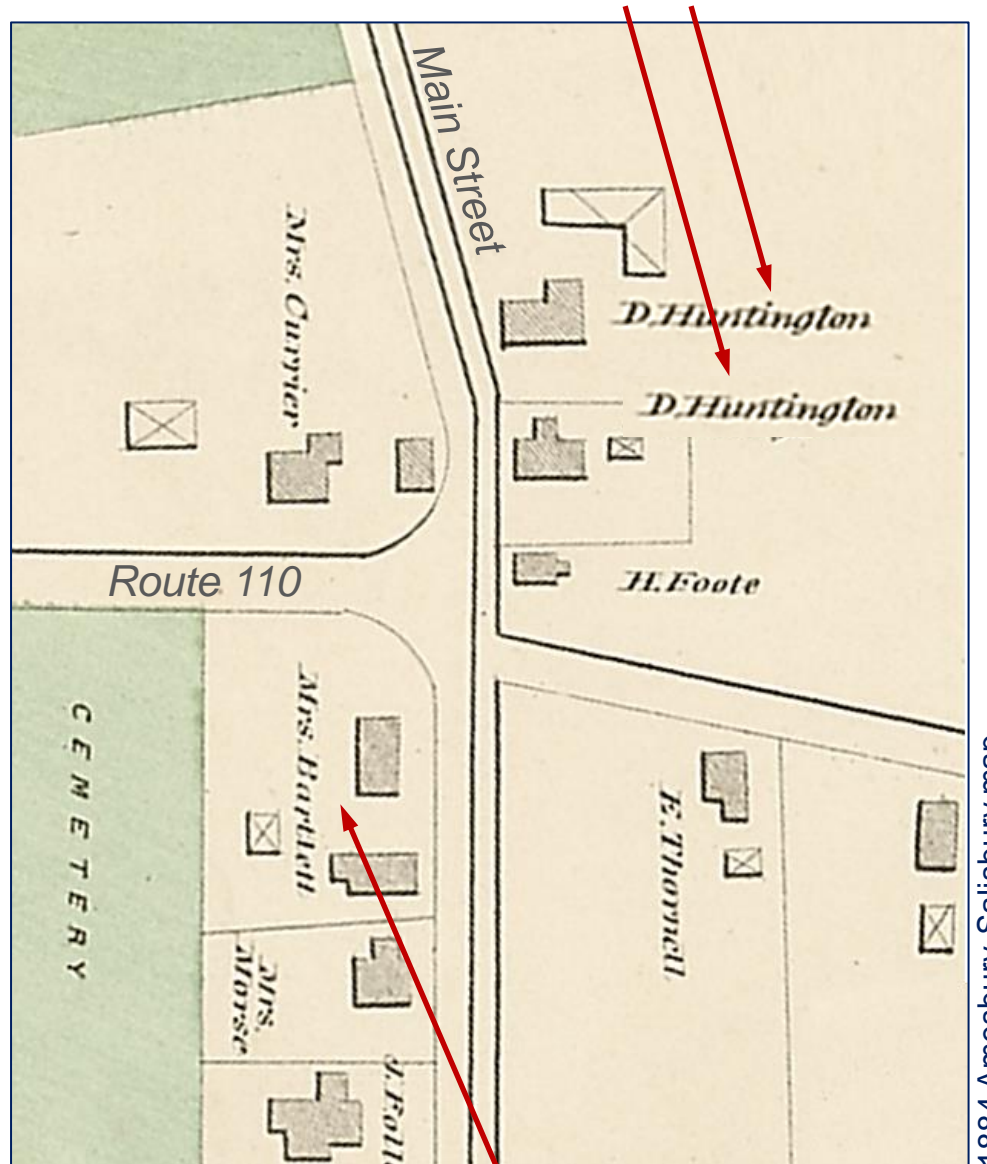 Main Street
Mrs. Currier
D. Huntington
D. Huntington
Route 110
H. Foote
CEMETERY
Mrs. Bartlett
E. Thornell
Mrs.
Morse
1884 Amesbury-Salisbury map